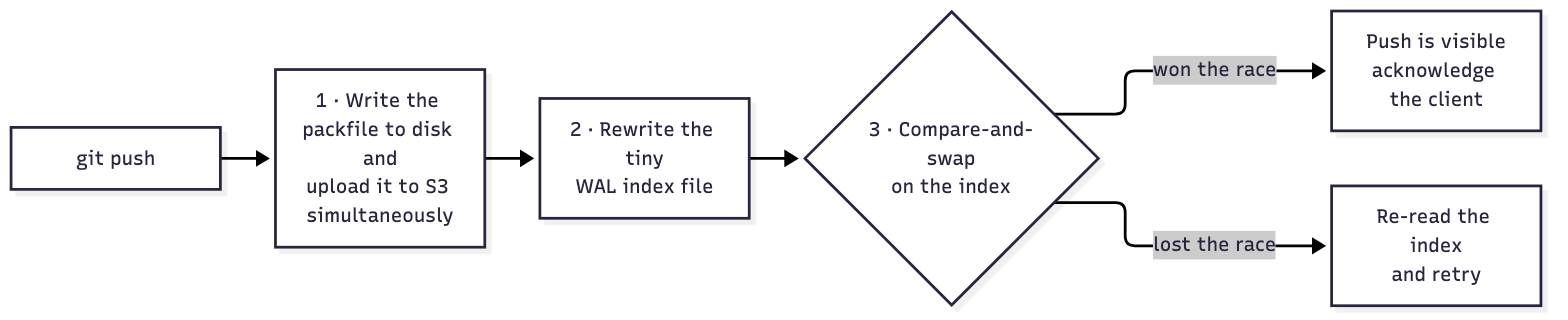 git push
1 · Write the
packfile to disk
and
upload it to S3
simultaneously
2 · Rewrite the
tiny
WAL index file
3 · Compare-and-
swap
on the index
won the race
Push is visible
acknowledge
the client
lost the race
Re-read the
index
and retry